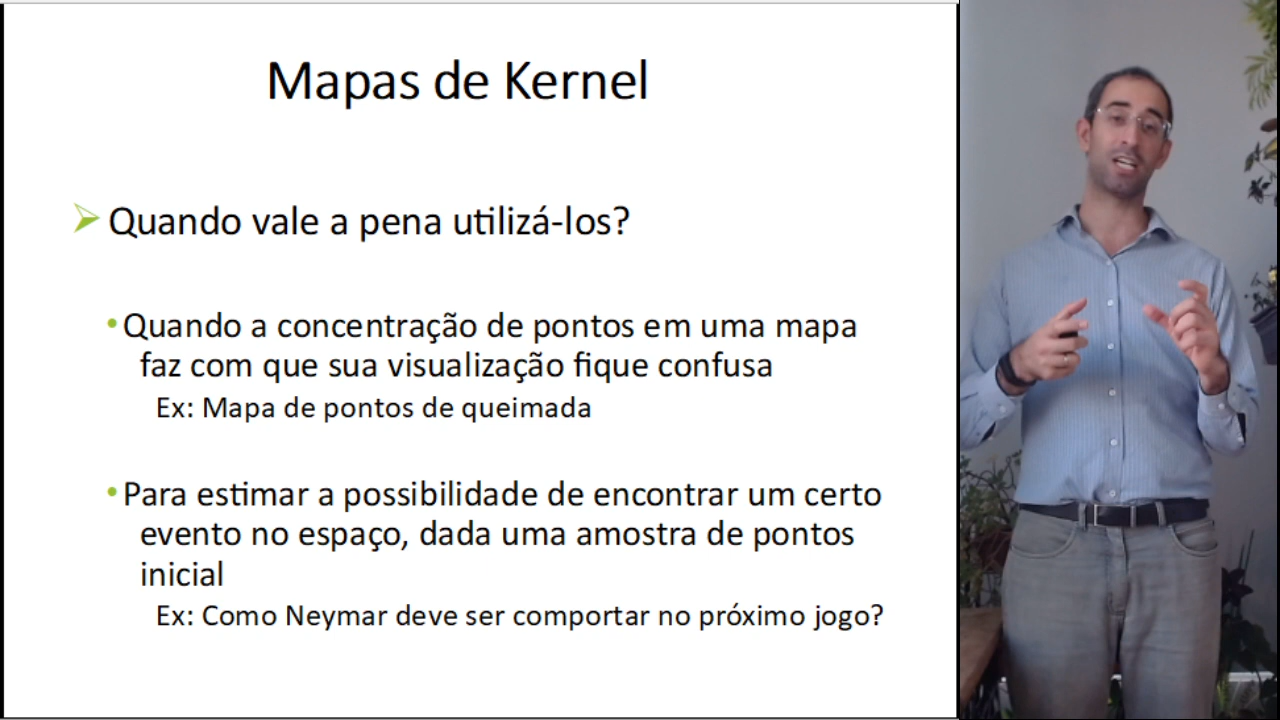 Mapas de Kernel
Quando vale a pena utilizá-los?
Quando a concentração de pontos em uma mapa
faz com que sua visualização fique confusa
Ex: Mapa de pontos de queimada
Para estimar a possibilidade de encontrar um certo
evento no espaço, dada uma amostra de pontos
inicial
Ex: Como Neymar deve ser comportar no próximo jogo?